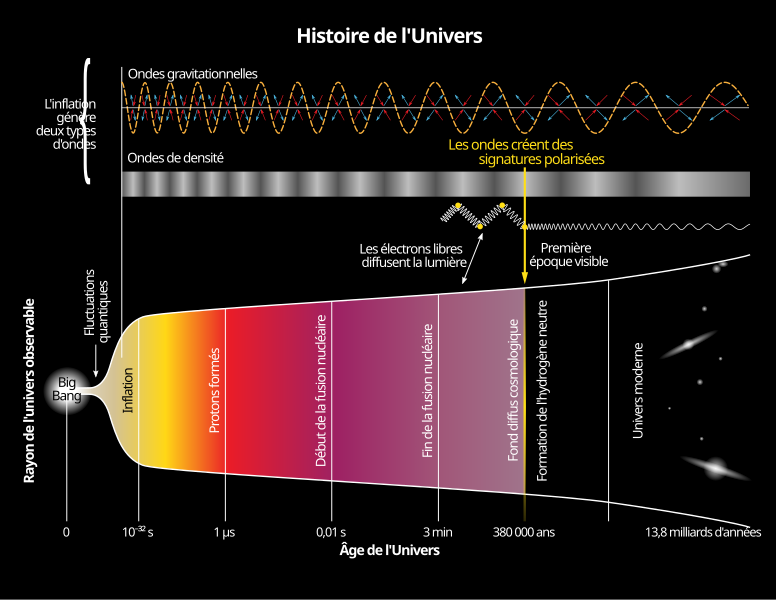 Histoire de l'Univers
Ondes gravitationnelles
L'inflation
génère
deux types
d'ondes
Les ondes créent des
signatures polarisées
Ondes de densité
Les électrons libres
diffusent la lumière
Première
époque visible
Fluctuations
quantiques
Rayon de l'univers observable
Big
Bang
Inflation
Protons formés
Début de la fusion nucléaire
Fin de la fusion nucléaire
Fond diffus cosmologique
Formation de l'hydrogène neutre
Univers moderne
0
10⁻³² s
1 µs
0,01 s
3 min
380 000 ans
13,8 milliards d'années
Âge de l'Univers